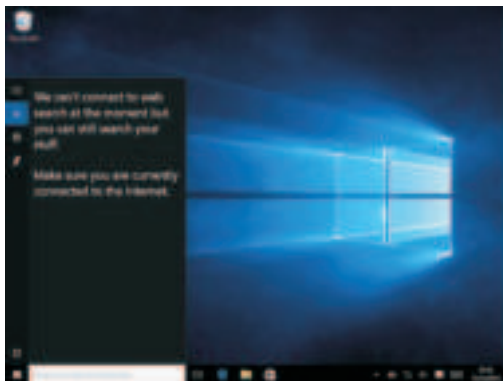 We can't connect to web
search at the moment but
you can still search your
stuff.
Make sure you are currently
connected to the Internet.